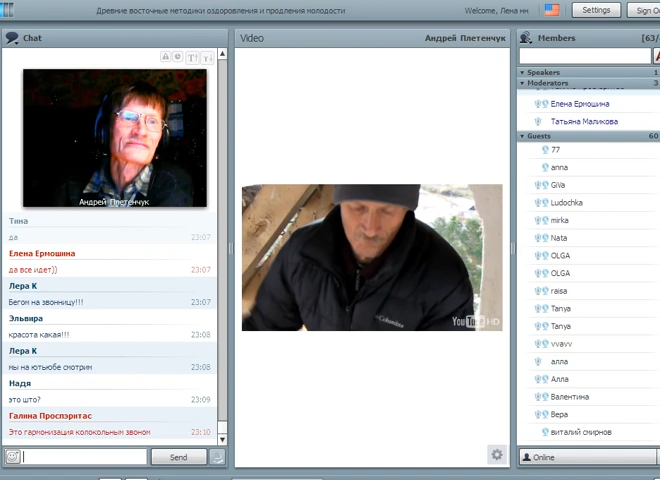 Древние восточные методики оздоровления и продления молодости
Welcome, Лена нн
Settings
Sign
Chat
Андрей Плетенчук
Тина
да 23:07
Елена Ермошина
да все идет)) 23:07
Лера К
Бегом на звонницу!!! 23:07
Эльвира
красота какая!!! 23:08
Лера К
мы на ютьюбе смотрим 23:08
Надя
это што? 23:09
Галина Проспэритас
Это гармонизация колокольным звоном 23:10
Send
Video Андрей Плетенчук
Columbia
YouTube HD
Members [63/
Speakers 1
Moderators 3
Елена Ермошина
Татьяна Маликова
Guests 60
77
anna
GiVa
Ludochka
mirka
Nata
OLGA
OLGA
raisa
Tanya
Tanya
vvavv
алла
Алла
Валентина
Вера
виталий смирнов
Online